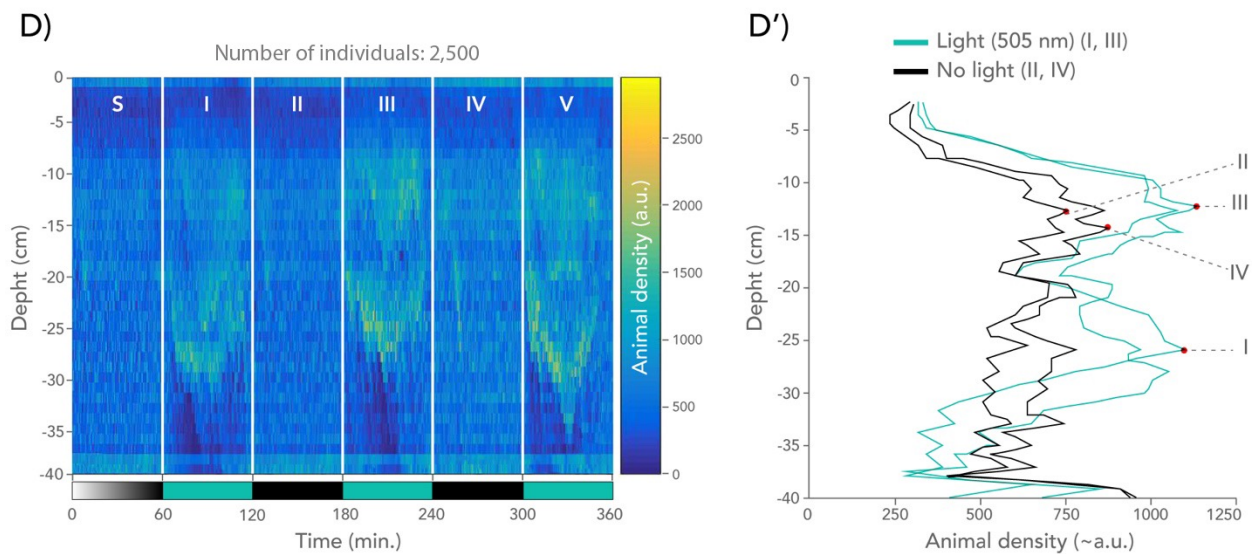 D)
Number of individuals: 2,500
S I II III IV V
Depht (cm)
0
-5
-10
-15
-20
-25
-30
-35
-40
0 60 120 180 240 300 360
Time (min.)
Animal density (a.u.)
2500
2000
1500
1000
500
0
D')
Light (505 nm) (I, III)
No light (II, IV)
Depht (cm)
0
-5
-10
-15
-20
-25
-30
-35
-40
0 250 500 750 1000 1250
Animal density (~a.u.)
II
III
IV
I